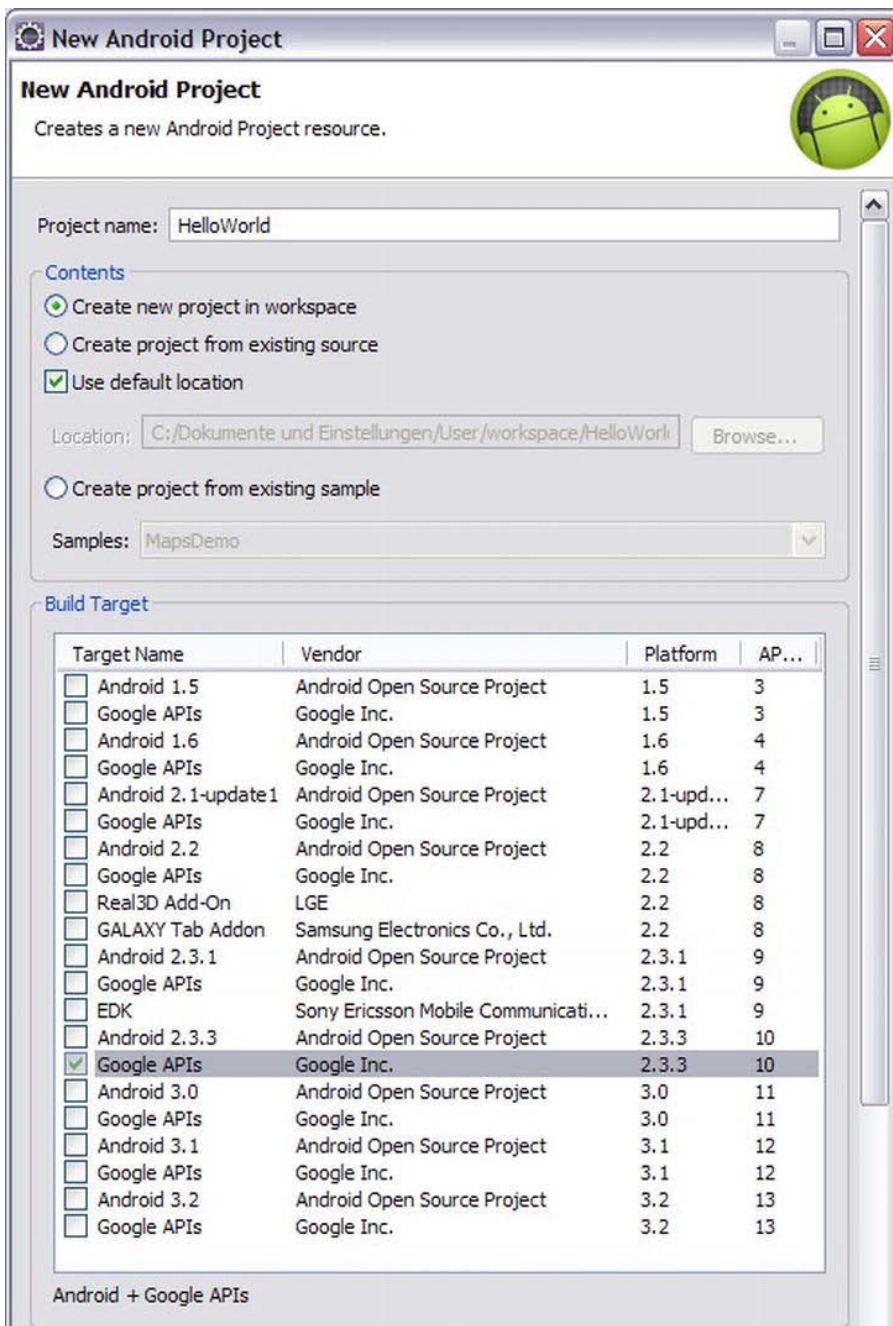 New Android Project
New Android Project
Creates a new Android Project resource.
Project name: HelloWorld
Contents
Create new project in workspace
Create project from existing source
Use default location
Location: C:/Dokumente und Einstellungen/User/workspace/HelloWorl Browse...
Create project from existing sample
Samples: MapsDemo
Build Target
Target Name Vendor Platform AP...
Android 1.5 Android Open Source Project 1.5 3
Google APIs Google Inc. 1.5 3
Android 1.6 Android Open Source Project 1.6 4
Google APIs Google Inc. 1.6 4
Android 2.1-update1 Android Open Source Project 2.1-upd... 7
Google APIs Google Inc. 2.1-upd... 7
Android 2.2 Android Open Source Project 2.2 8
Google APIs Google Inc. 2.2 8
Real3D Add-On LGE 2.2 8
GALAXY Tab Addon Samsung Electronics Co., Ltd. 2.2 8
Android 2.3.1 Android Open Source Project 2.3.1 9
Google APIs Google Inc. 2.3.1 9
EDK Sony Ericsson Mobile Communicati... 2.3.1 9
Android 2.3.3 Android Open Source Project 2.3.3 10
Google APIs Google Inc. 2.3.3 10
Android 3.0 Android Open Source Project 3.0 11
Google APIs Google Inc. 3.0 11
Android 3.1 Android Open Source Project 3.1 12
Google APIs Google Inc. 3.1 12
Android 3.2 Android Open Source Project 3.2 13
Google APIs Google Inc. 3.2 13
Android + Google APIs